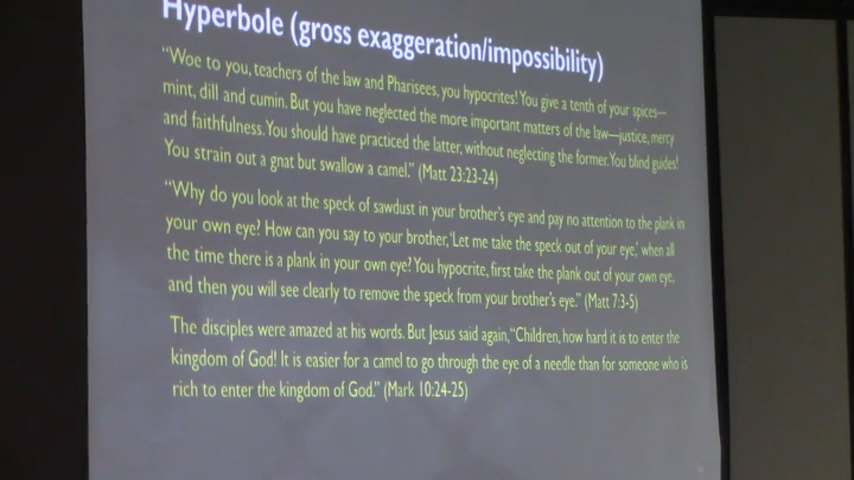 Hyperbole (gross exaggeration/impossibility)
“Woe to you, teachers of the law and Pharisees, you hypocrites! You give a tenth of your spices—
mint, dill and cumin. But you have neglected the more important matters of the law—justice, mercy
and faithfulness. You should have practiced the latter, without neglecting the former. You blind guides!
You strain out a gnat but swallow a camel.” (Matt 23:23-24)
“Why do you look at the speck of sawdust in your brother's eye and pay no attention to the plank in
your own eye? How can you say to your brother, ‘Let me take the speck out of your eye,’ when all
the time there is a plank in your own eye? You hypocrite, first take the plank out of your own eye,
and then you will see clearly to remove the speck from your brother's eye.” (Matt 7:3-5)
The disciples were amazed at his words. But Jesus said again, “Children, how hard it is to enter the
kingdom of God! It is easier for a camel to go through the eye of a needle than for someone who is
rich to enter the kingdom of God.” (Mark 10:24-25)